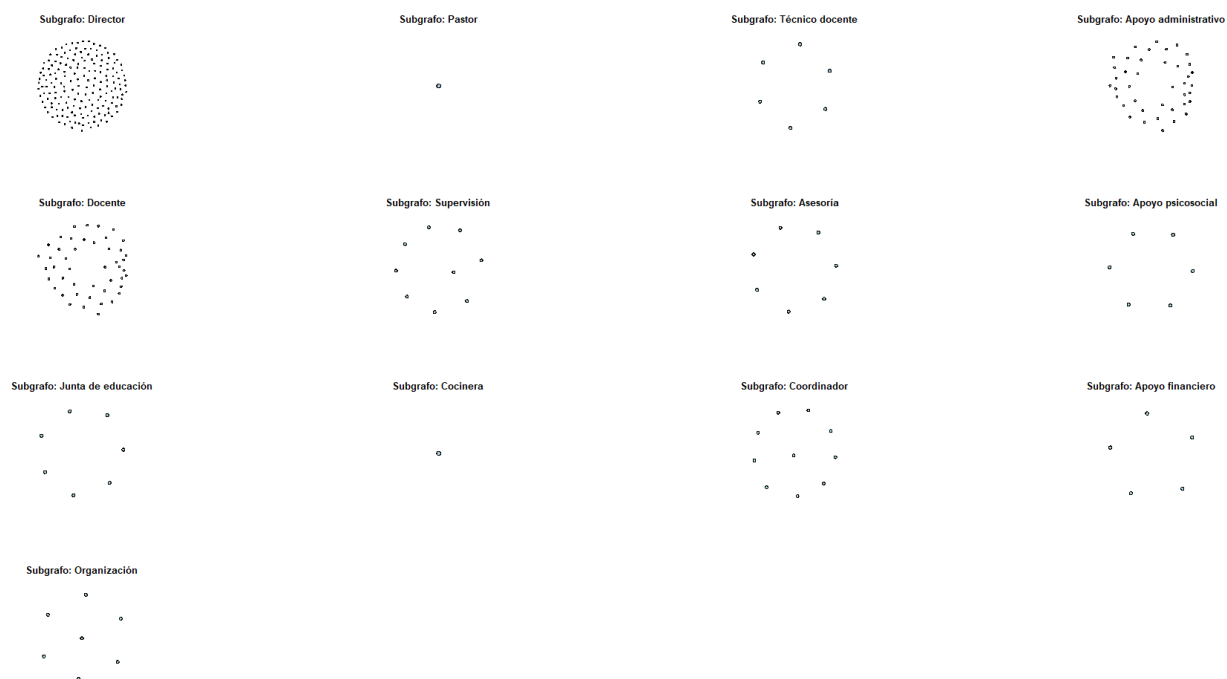 Subgrafo: Director
Subgrafo: Pastor
Subgrafo: Técnico docente
Subgrafo: Apoyo administrativo
Subgrafo: Docente
Subgrafo: Supervisión
Subgrafo: Asesoría
Subgrafo: Apoyo psicosocial
Subgrafo: Junta de educación
Subgrafo: Cocinera
Subgrafo: Coordinador
Subgrafo: Apoyo financiero
Subgrafo: Organización